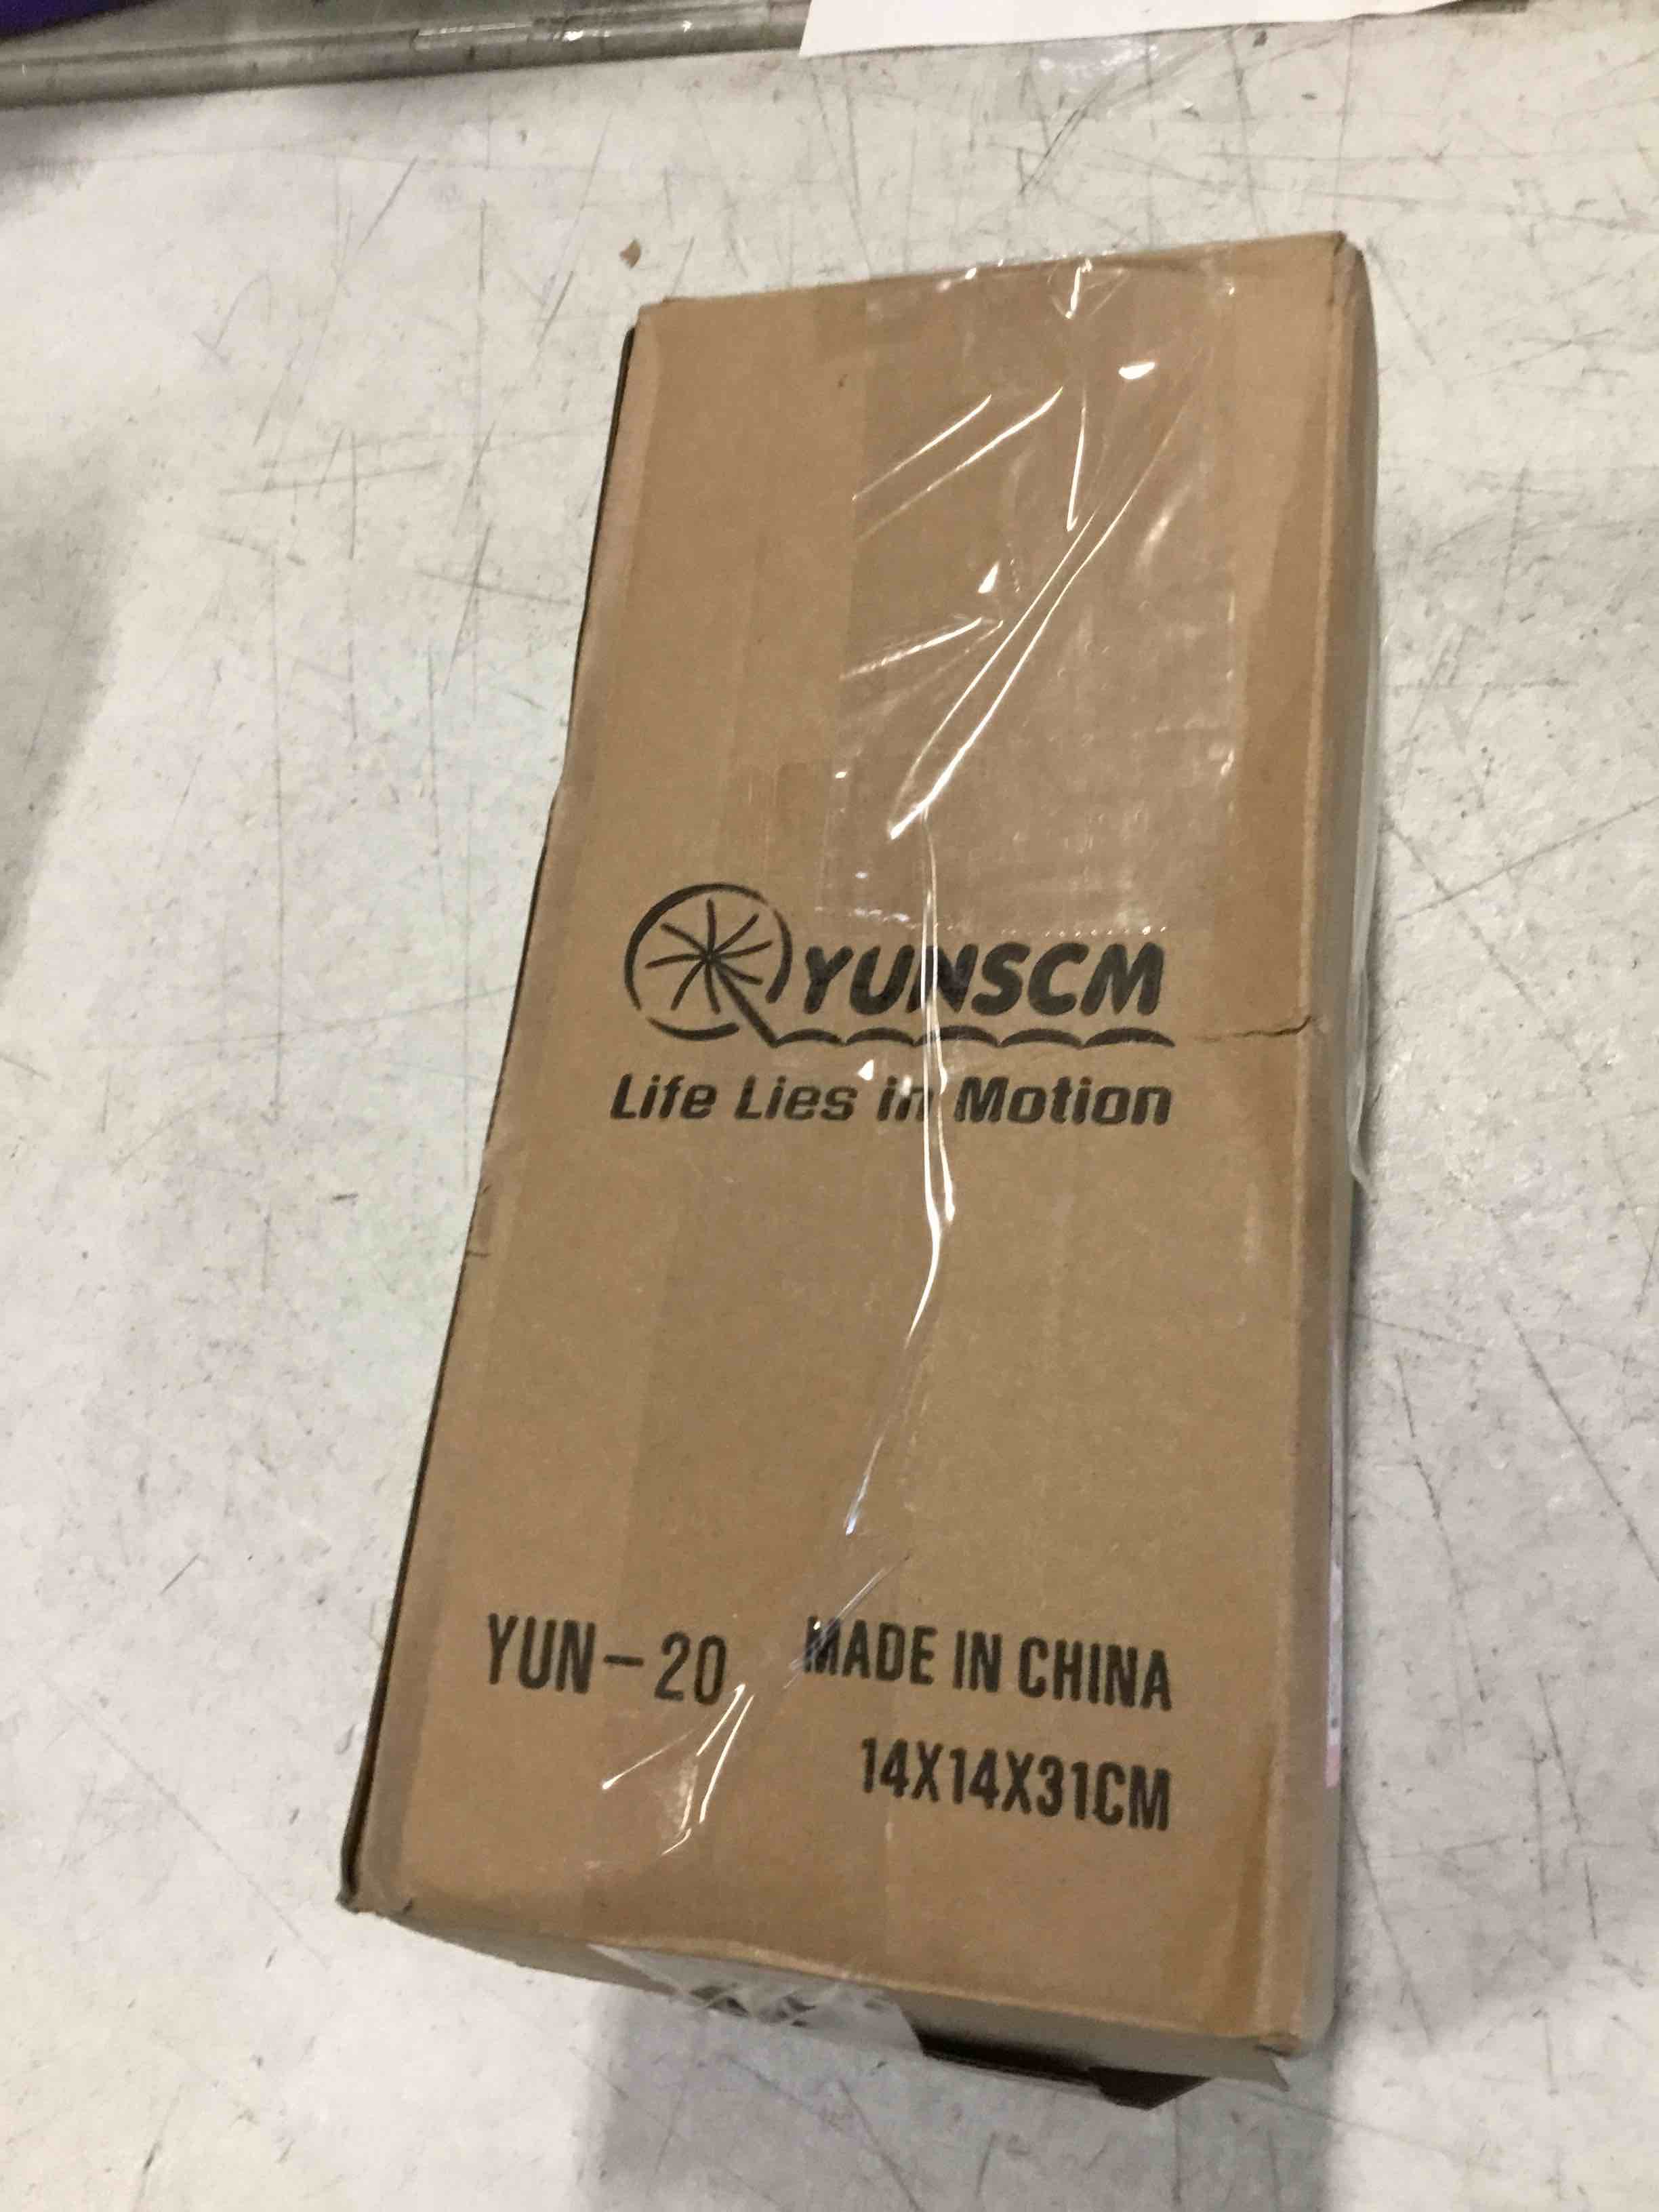 YUNSCM
Life Lies in Motion
YUN-20 MADE IN CHINA
14X14X31CM